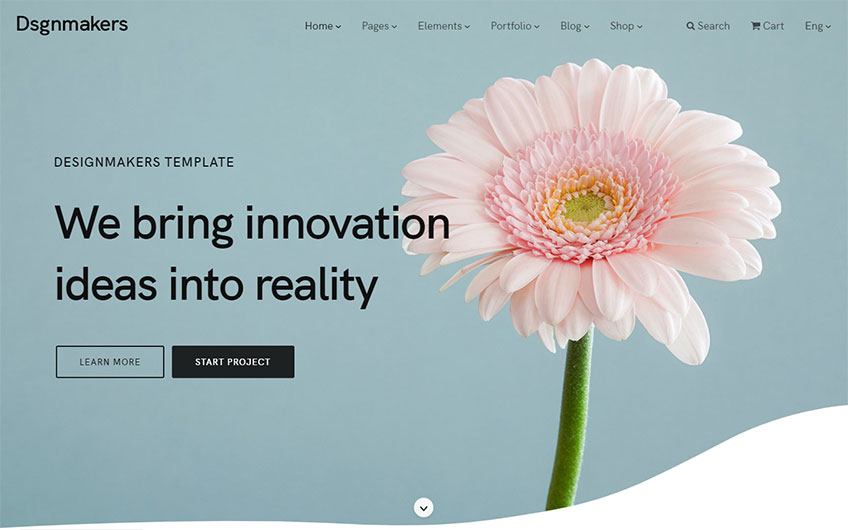 Dsgnmakers
Home Pages Elements Portfolio Blog Shop Search Cart Eng
DESIGNMAKERS TEMPLATE
We bring innovation
ideas into reality
LEARN MORE START PROJECT